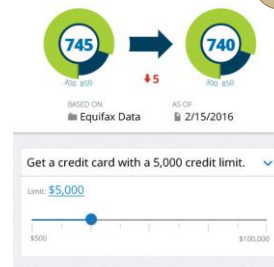 745 740
300 850 300 850
↓5
BASED ON AS OF
Equifax Data 2/15/2016
Get a credit card with a 5,000 credit limit.
Limit: $5,000
$500 $100,000